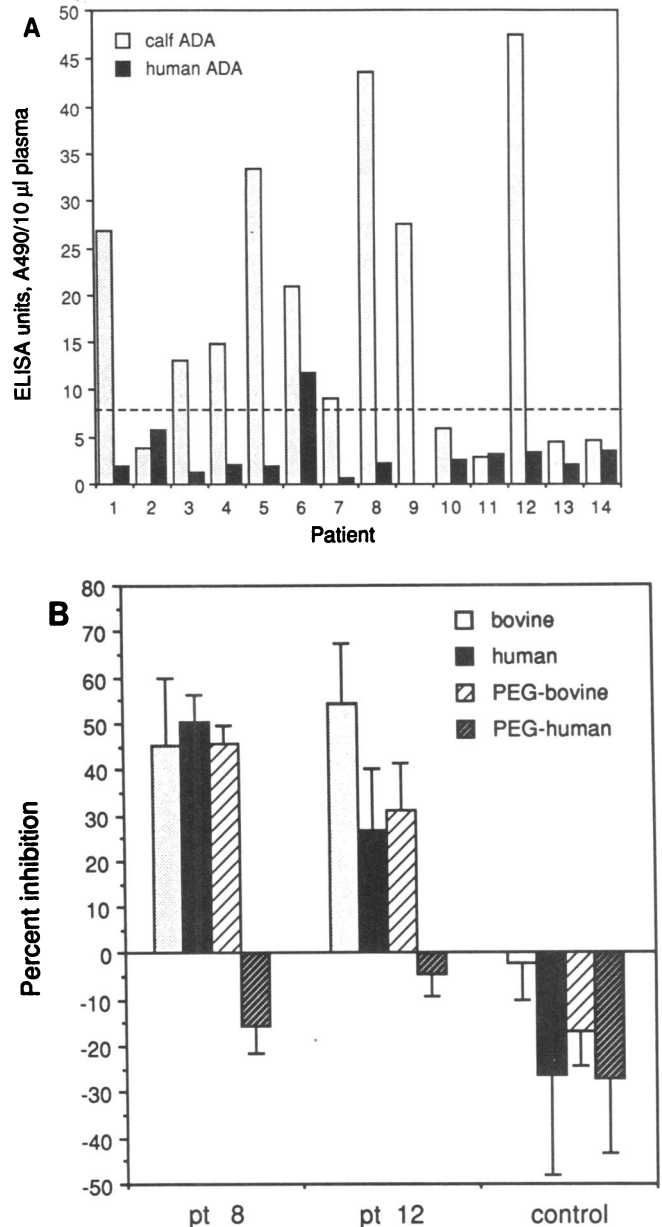 A
50
calf ADA
human ADA
45
40
35
30
25
20
15
10
5
0
ELISA units, A490/10 µl plasma
1 2 3 4 5 6 7 8 9 10 11 12 13 14
Patient
B
80
bovine
70
human
60
PEG-bovine
50
PEG-human
40
30
20
10
0
-10
-20
-30
-40
-50
Percent inhibition
pt 8 pt 12 control